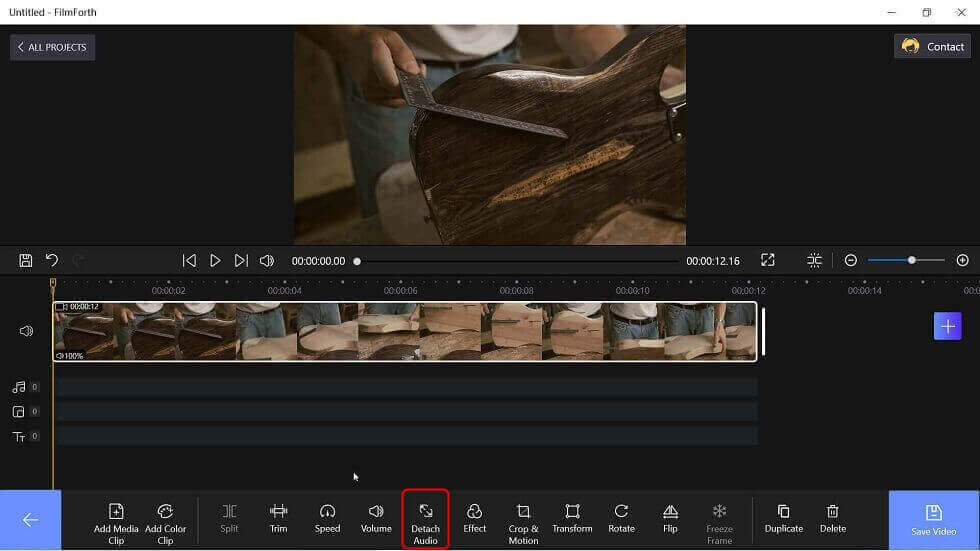 Untitled - FilmForth
ALL PROJECTS
Contact
00:00:00.00
00:00:12.16
00:00:02
00:00:04
00:00:06
00:00:08
00:00:10
00:00:12
00:00:14
00:0
00:00:12
100%
0
0
Tт 0
Add Media
Clip
Add Color
Clip
Split
Trim
Speed
Volume
Detach
Audio
Effect
Crop &
Motion
Transform
Rotate
Flip
Freeze
Frame
Duplicate
Delete
Save Video